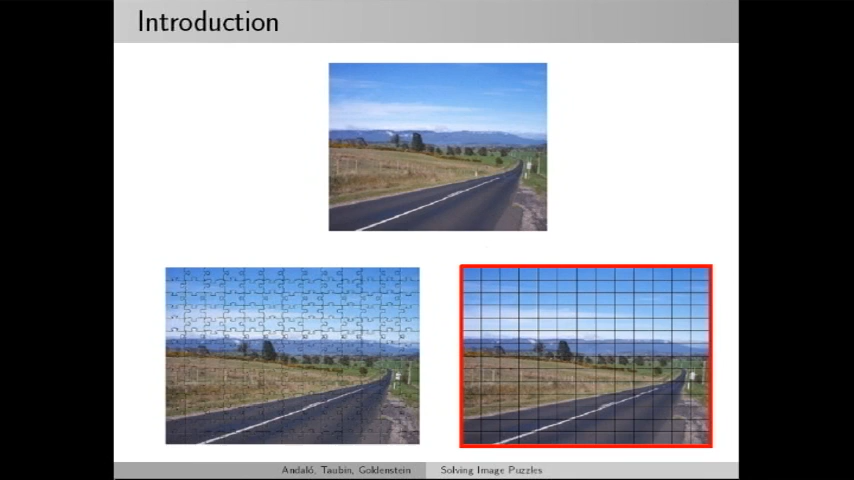 Introduction
Andaló, Taubin, Goldenstein
Solving Image Puzzles